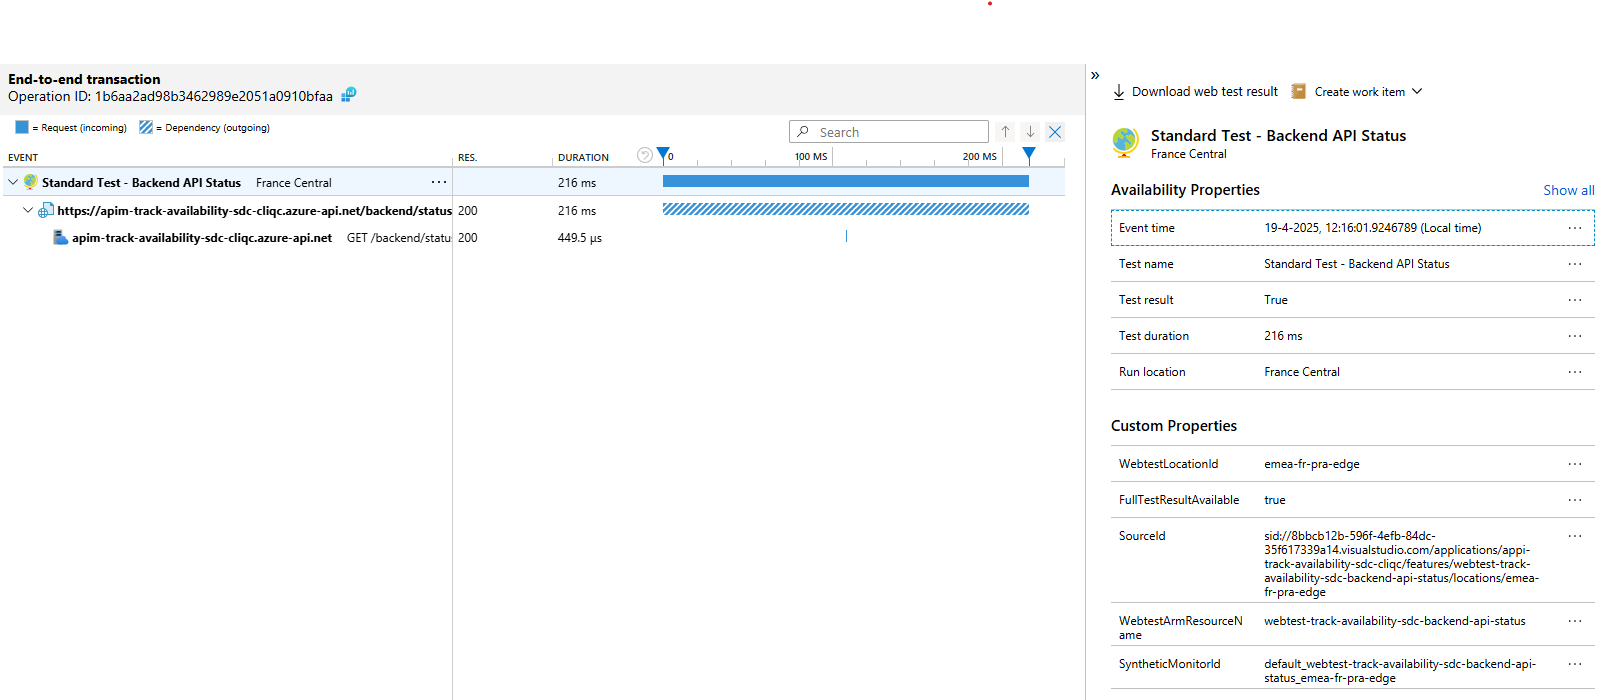 End-to-end transaction
Operation ID: 1b6aa2ad98b3462989e2051a0910bfaa
= Request (incoming) = Dependency (outgoing)
Search
EVENT RES. DURATION 0 100 MS 200 MS
Standard Test - Backend API Status France Central ··· 216 ms
https://apim-track-availability-sdc-cliqc.azure-api.net/backend/status 200 216 ms
apim-track-availability-sdc-cliqc.azure-api.net GET /backend/statu 200 449.5 µs
»
Download web test result Create work item
Standard Test - Backend API Status
France Central
Availability Properties Show all
Event time 19-4-2025, 12:16:01.9246789 (Local time) ···
Test name Standard Test - Backend API Status ···
Test result True ···
Test duration 216 ms ···
Run location France Central ···
Custom Properties
WebtestLocationId emea-fr-pra-edge ···
FullTestResultAvailable true ···
SourceId sid://8bbcb12b-596f-4efb-84dc- ···
35f617339a14.visualstudio.com/applications/appi-
track-availability-sdc-cliqc/features/webtest-track-
availability-sdc-backend-api-status/locations/emea-
fr-pra-edge
WebtestArmResourceN webtest-track-availability-sdc-backend-api-status ···
ame
SyntheticMonitorId default_webtest-track-availability-sdc-backend-api- ···
status_emea-fr-pra-edge